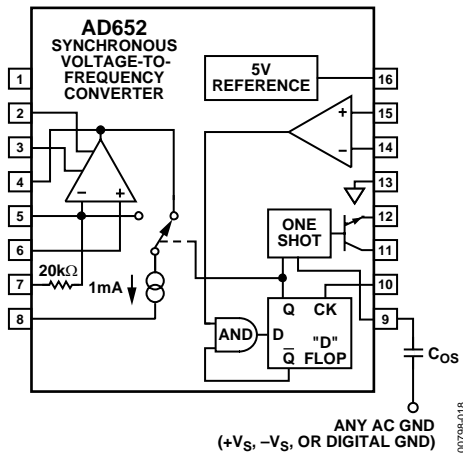 AD652
SYNCHRONOUS
VOLTAGE-TO-
FREQUENCY
CONVERTER
5V
REFERENCE
1
2
3
4
5
6
7
8
16
15
14
13
12
11
10
9
+
–
–
+
20kΩ
1mA
ONE
SHOT
AND
D
Q
CK
"D"
FLOP
Q̅
COS
ANY AC GND
(+VS, –VS, OR DIGITAL GND)
00798-018